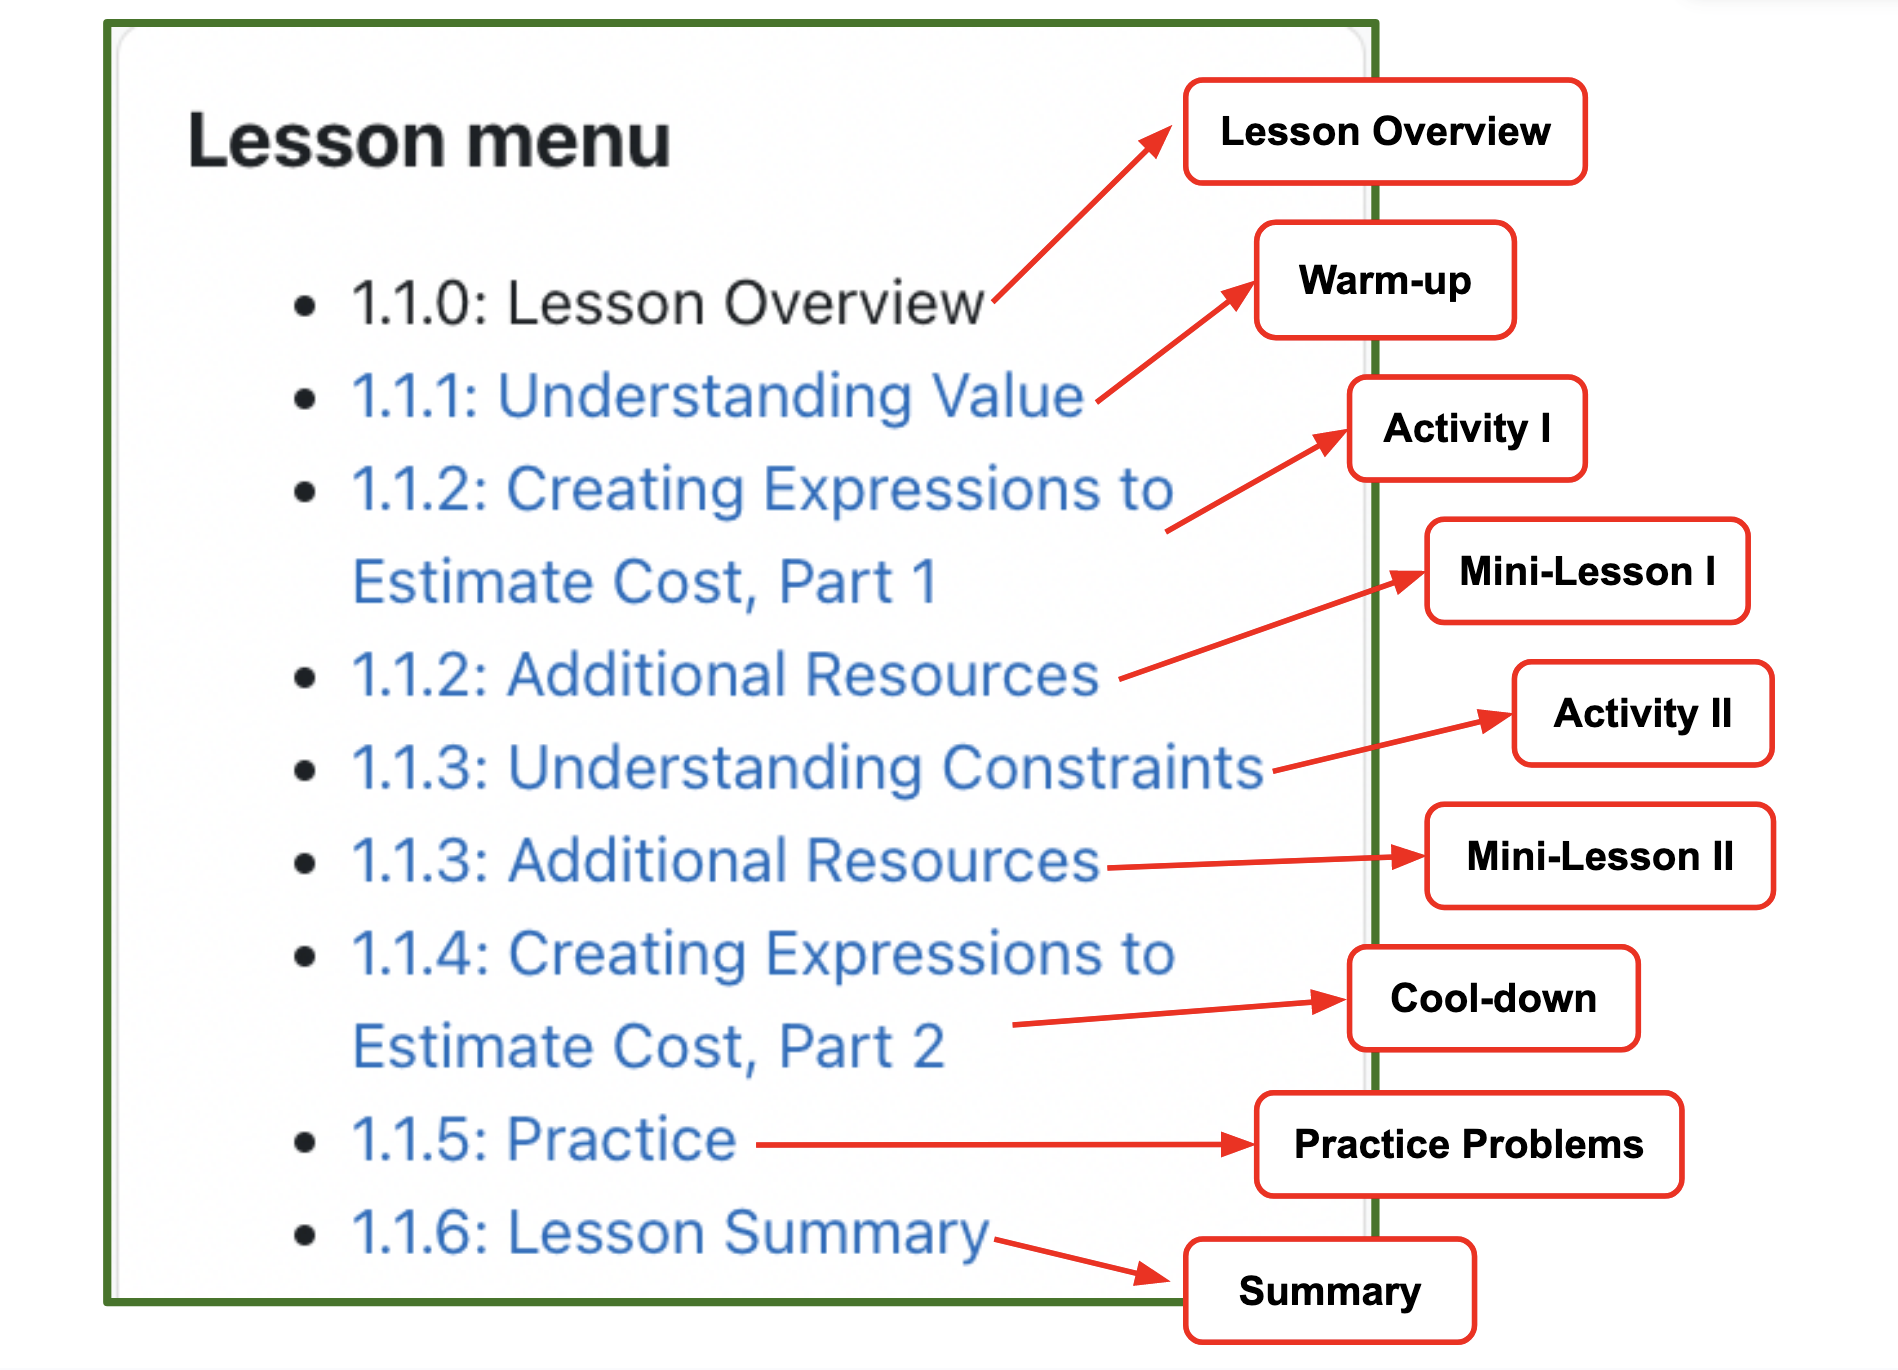 Lesson menu
Lesson Overview
• 1.1.0: Lesson Overview
Warm-up
• 1.1.1: Understanding Value
Activity I
• 1.1.2: Creating Expressions to
Estimate Cost, Part 1
Mini-Lesson I
• 1.1.2: Additional Resources
Activity II
• 1.1.3: Understanding Constraints
Mini-Lesson II
• 1.1.3: Additional Resources
• 1.1.4: Creating Expressions to
Estimate Cost, Part 2
Cool-down
• 1.1.5: Practice
Practice Problems
• 1.1.6: Lesson Summary
Summary